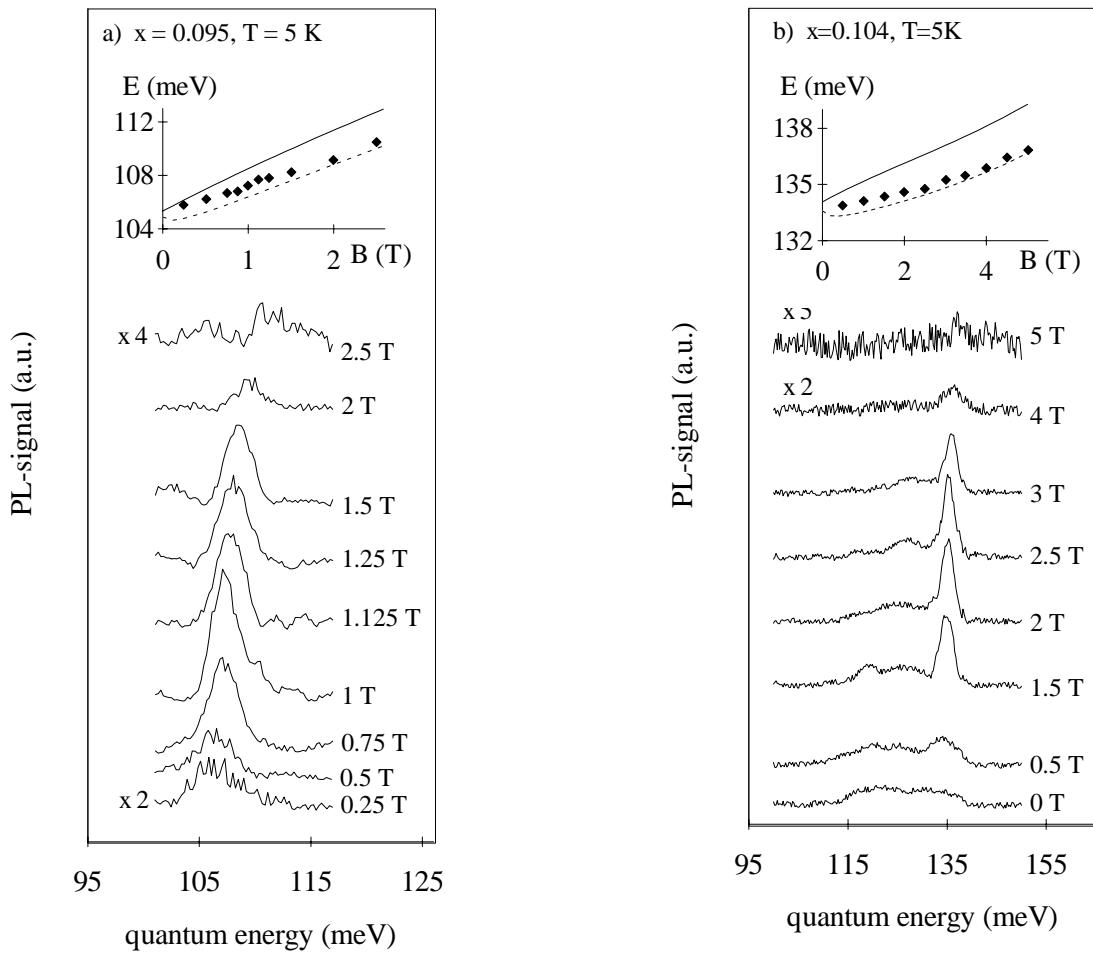 a) x = 0.095, T = 5 K
E (meV)
112
108
104
0
1
2
B (T)
x 4
2.5 T
2 T
1.5 T
1.25 T
1.125 T
1 T
0.75 T
0.5 T
x 2
0.25 T
PL-signal (a.u.)
95
105
115
125
quantum energy (meV)
b) x=0.104, T=5K
E (meV)
138
135
132
0
2
4
B (T)
5 T
x 2
4 T
3 T
2.5 T
2 T
1.5 T
0.5 T
0 T
PL-signal (a.u.)
95
115
135
155
quantum energy (meV)